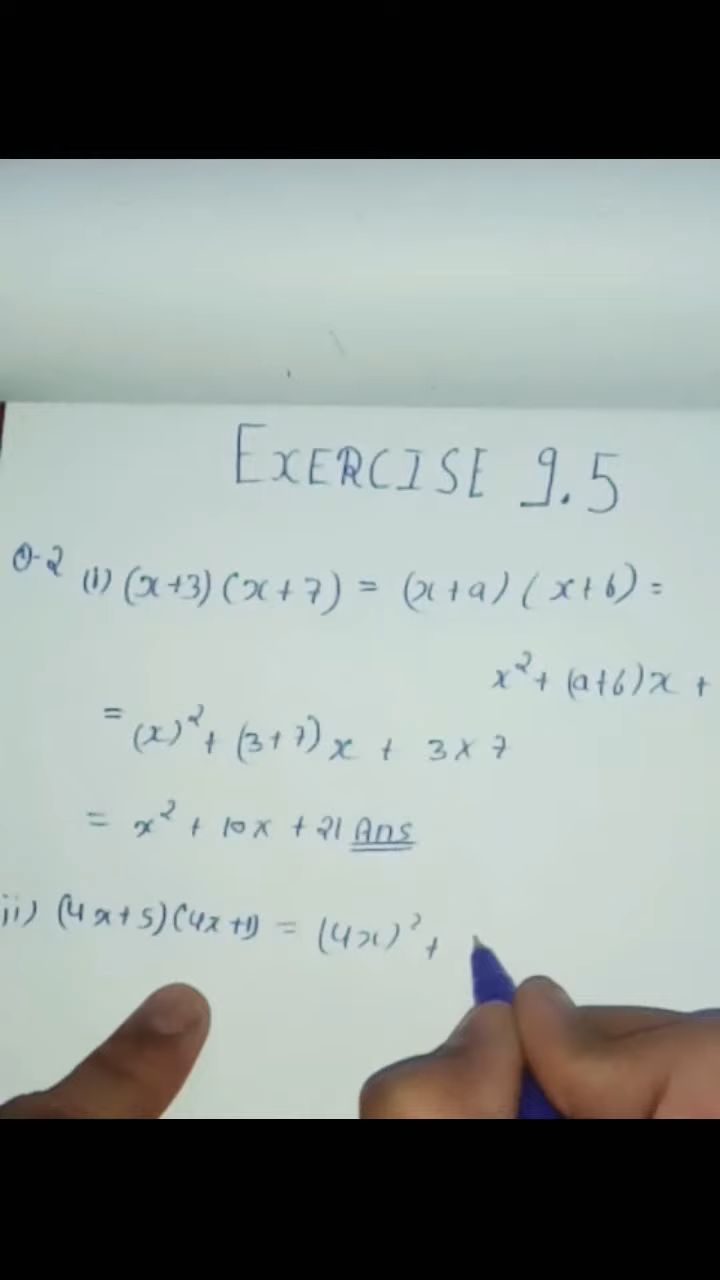 EXERCISE 9.5
Q-2 (i) (x+3) (x+7) = (x+a) (x+b) =
x² + (a+b)x +
= (x)² + (3+7)x + 3 x 7
= x² + 10x + 21 Ans
ii) (4x+5)(4x+1) = (4x)² +